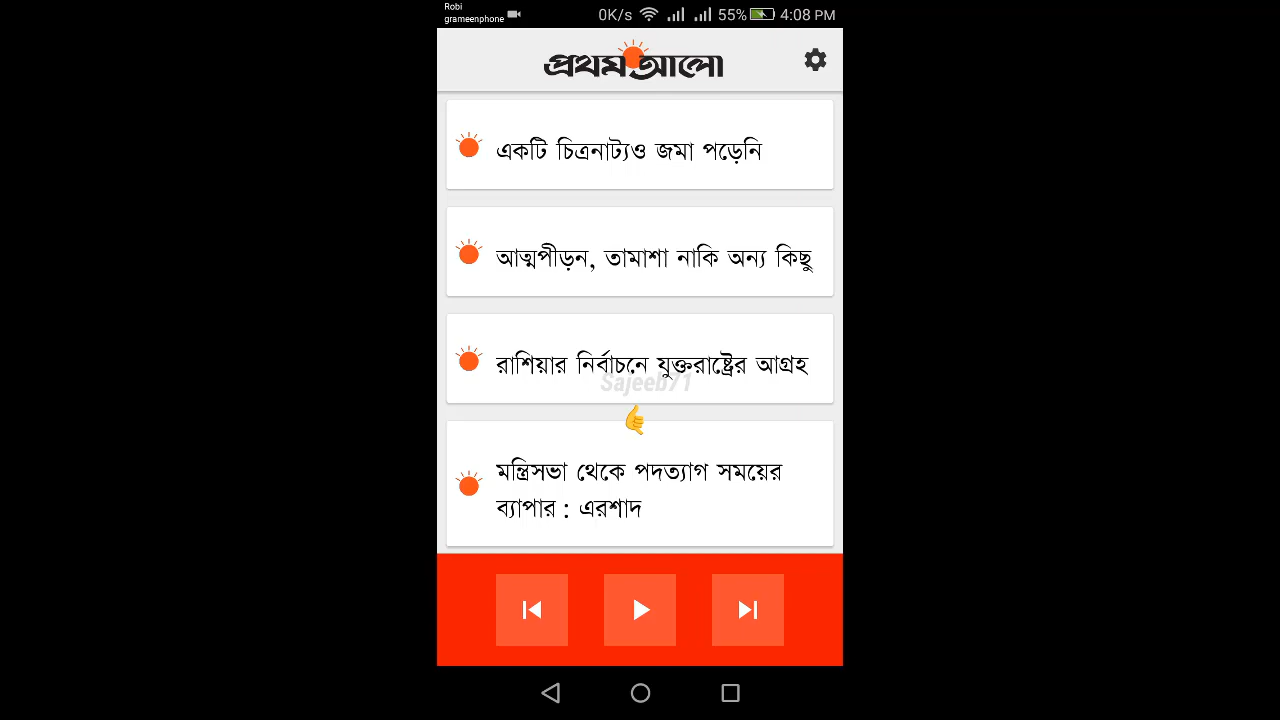 Robi
grameenphone
0K/s 55% 4:08 PM
প্রথম আলো
একটি চিত্রনাট্যও জমা পড়েনি
আত্মপীড়ন, তামাশা নাকি অন্য কিছু
রাশিয়ার নির্বাচনে যুক্তরাষ্ট্রের আগ্রহ
Sajeeb71
মন্ত্রিসভা থেকে পদত্যাগ সময়ের
ব্যাপার : এরশাদ